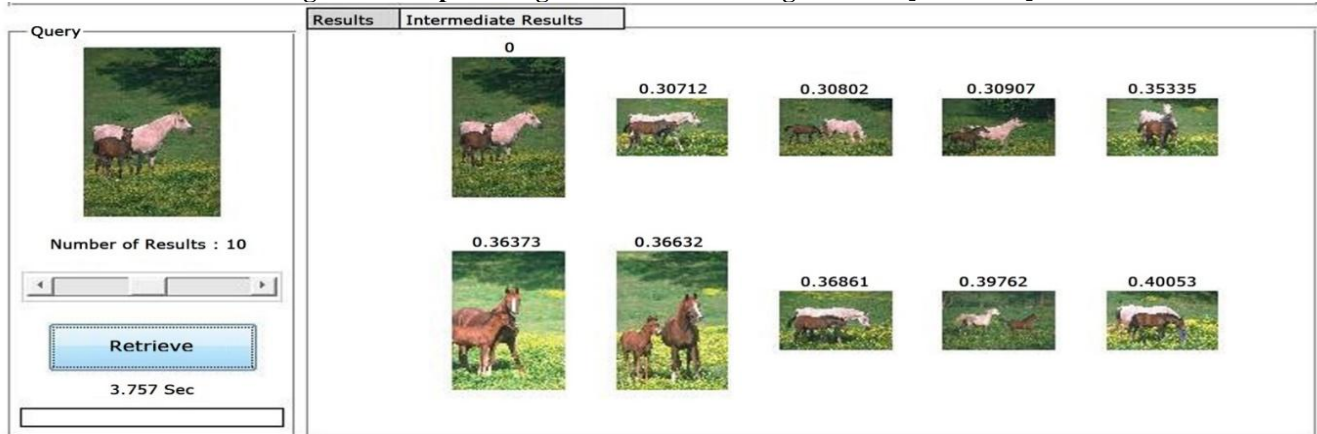 Results
Intermediate Results
Query
0
0.30712
0.30802
0.30907
0.35335
Number of Results : 10
0.36373
0.36632
0.36861
0.39762
0.40053
Retrieve
3.757 Sec